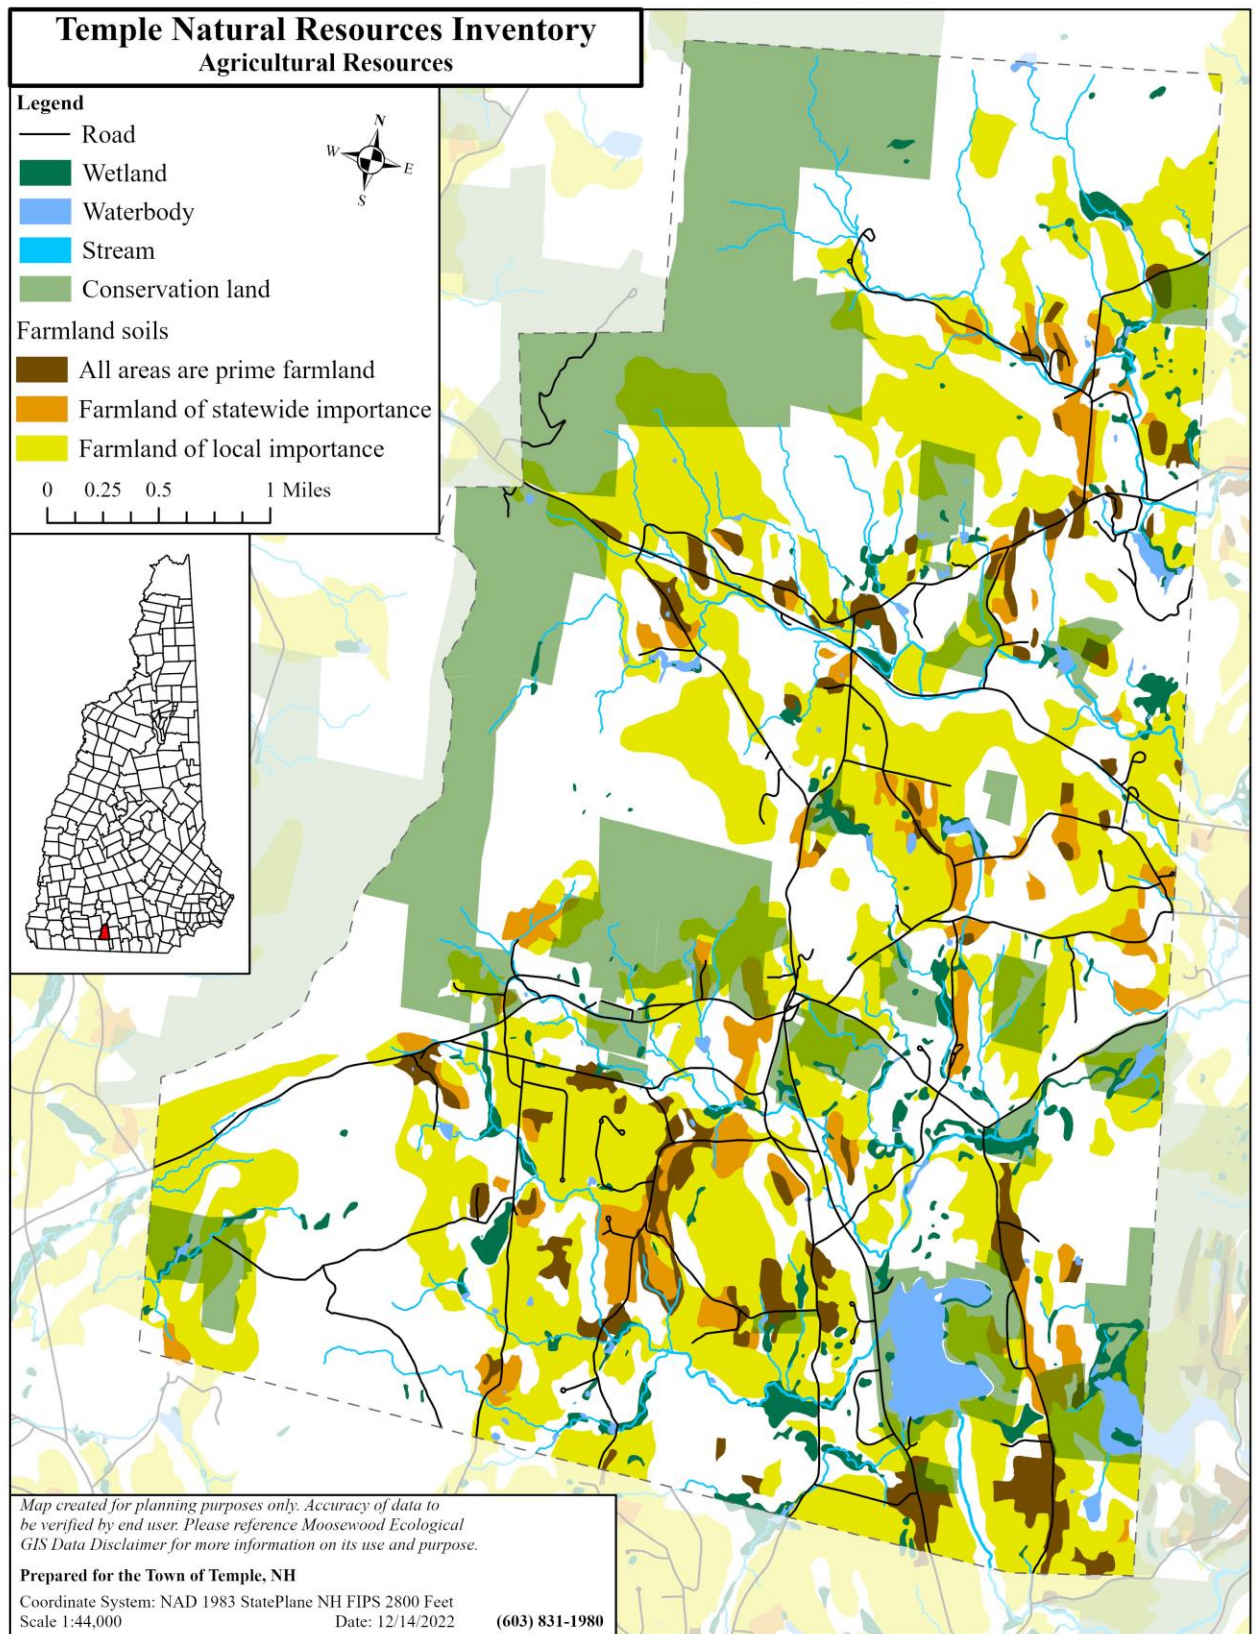 Temple Natural Resources Inventory
Agricultural Resources
Legend
Road
Wetland
Waterbody
Stream
Conservation land
Farmland soils
All areas are prime farmland
Farmland of statewide importance
Farmland of local importance
N
W
E
S
0 0.25 0.5 1 Miles
Map created for planning purposes only. Accuracy of data to
be verified by end user. Please reference Moosewood Ecological
GIS Data Disclaimer for more information on its use and purpose.
Prepared for the Town of Temple, NH
Coordinate System: NAD 1983 StatePlane NH FIPS 2800 Feet
Scale 1:44,000 Date: 12/14/2022 (603) 831-1980